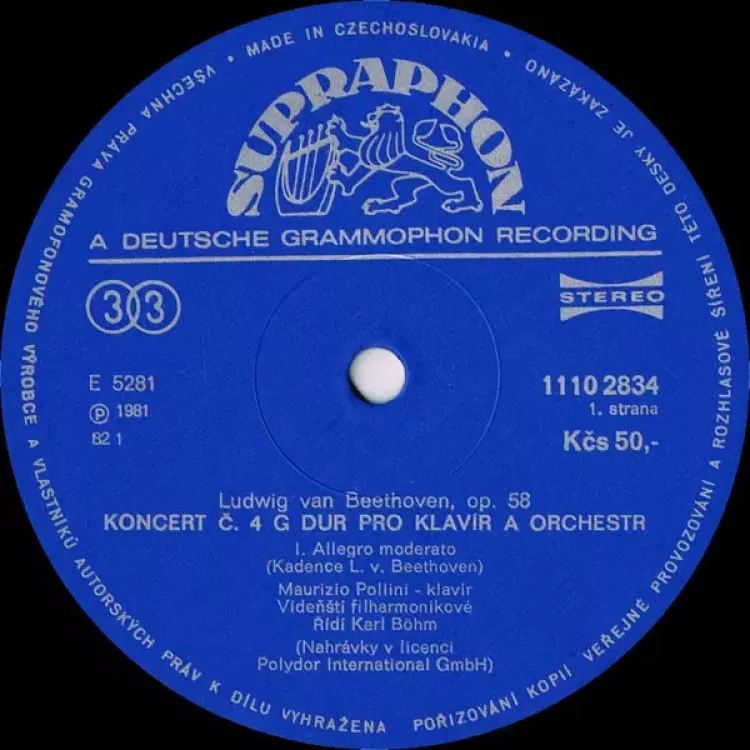 MADE IN CZECHOSLOVAKIA
SUPRAPHON
A DEUTSCHE GRAMMOPHON RECORDING
33
STEREO
E 5281
1110 2834
℗ 1981
1. strana
82 1
Kčs 50,-
Ludwig van Beethoven, op. 58
KONCERT Č. 4 G DUR PRO KLAVÍR A ORCHESTR
I. Allegro moderato
(Kadence L. v. Beethoven)
Maurizio Pollini - klavír
Vídeňští filharmonikové
Řídí Karl Böhm
(Nahrávky v licenci
Polydor International GmbH)
VŠECHNA PRÁVA GRAMOFONOVÉHO VÝROBCE A VLASTNÍKŮ AUTORSKÝCH PRÁV K DÍLU VYHRAŽENA
POŘIZOVÁNÍ KOPIÍ VEŘEJNÉ PROVOZOVÁNÍ A ROZHLASOVÉ ŠÍŘENÍ TÉTO DESKY JE ZAKÁZÁNO